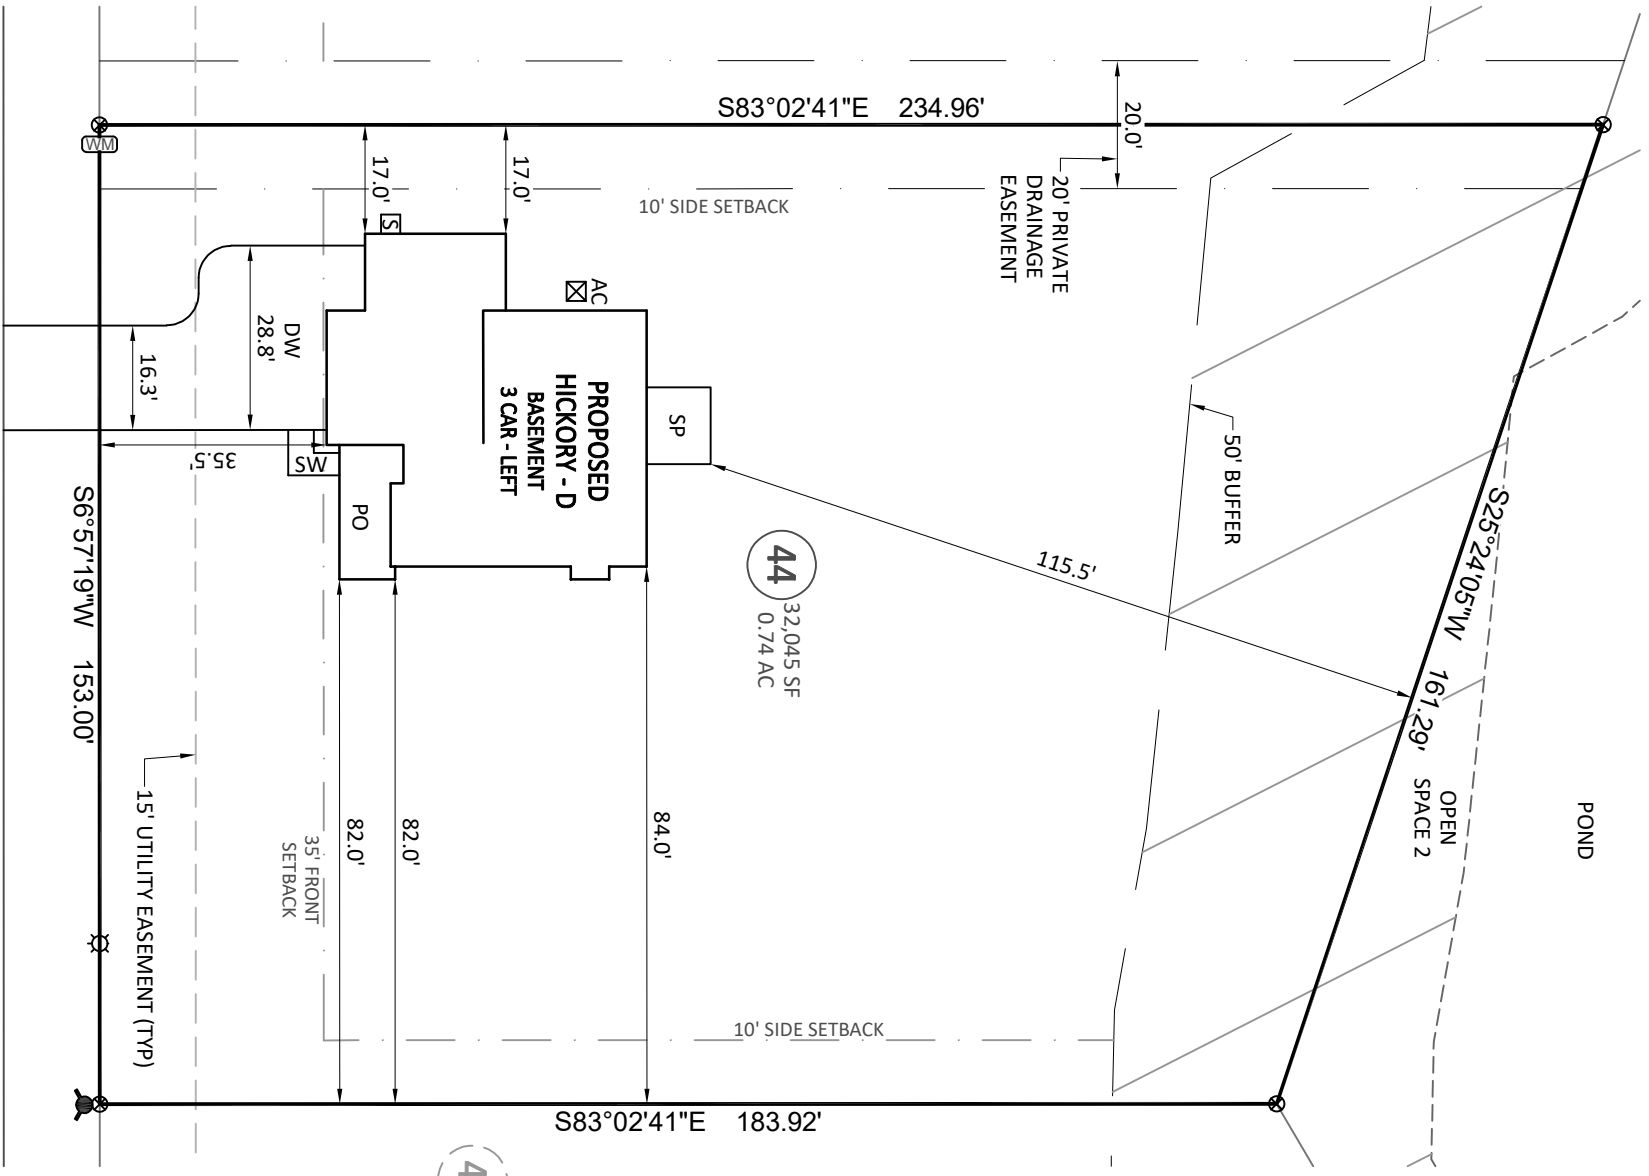 S83°02'41"E 234.96'
20.0'
20' PRIVATE
DRAINAGE
EASEMENT
WM
17.0'
17.0'
10' SIDE SETBACK
S
AC
DW
28.8'
16.3'
PROPOSED
HICKORY - D
BASEMENT
3 CAR - LEFT
SP
50' BUFFER
35.5'
SW
PO
44
32,045 SF
0.74 AC
115.5'
S25°24'05"W 161.29'
OPEN
SPACE 2
POND
S6°57'19"W 153.00'
15' UTILITY EASEMENT (TYP)
35' FRONT
SETBACK
82.0'
82.0'
84.0'
10' SIDE SETBACK
S83°02'41"E 183.92'